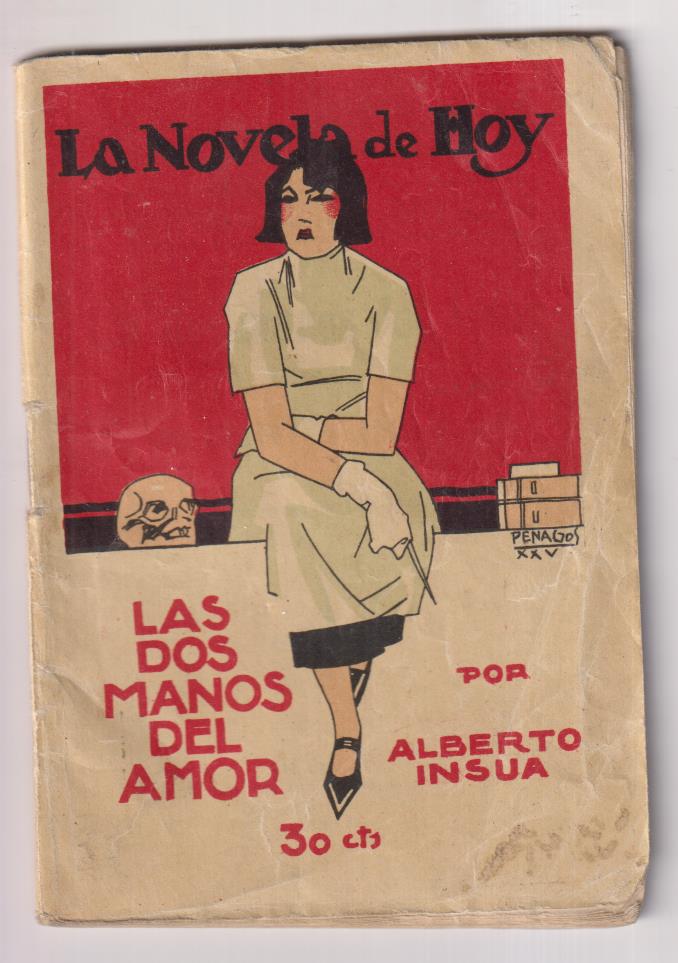 La Novela de Hoy
PENAGOS
XXV
LAS
DOS
MANOS
DEL
AMOR
POR
ALBERTO
INSUA
30 cts